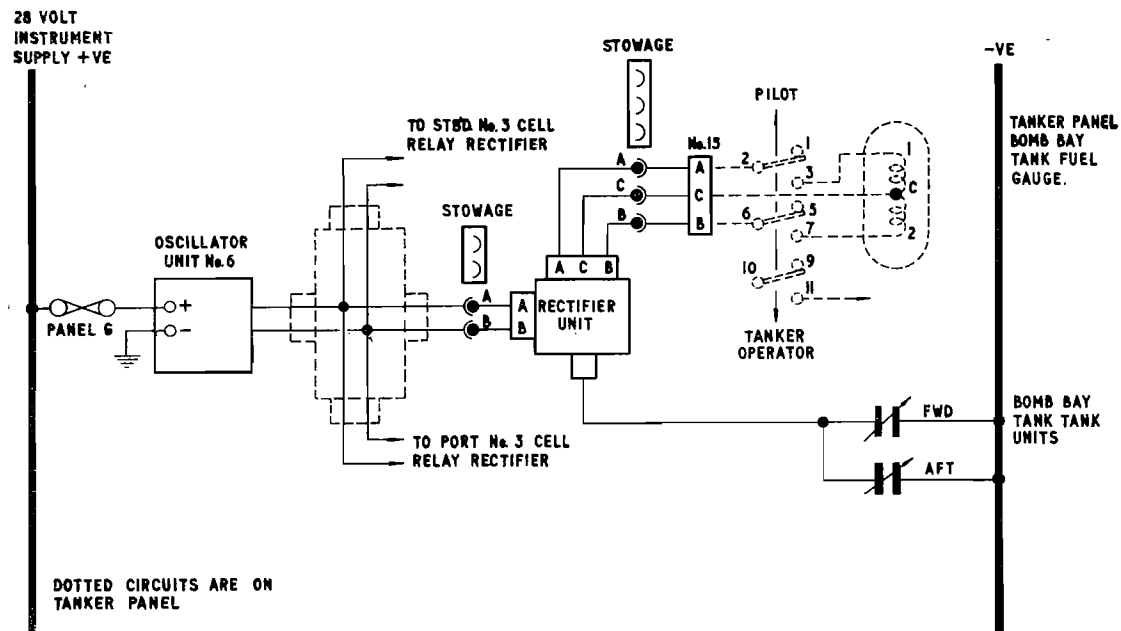 28 VOLT
INSTRUMENT
SUPPLY +VE
STOWAGE
-VE
PILOT
TO STBD. No. 3 CELL
RELAY RECTIFIER
TANKER PANEL
BOMB BAY
TANK FUEL
GAUGE.
No. 15
A
C
B
A
C
B
2
1
3
6
5
7
10
9
11
1
C
2
STOWAGE
OSCILLATOR
UNIT No. 6
+
-
PANEL G
A
B
A
B
A C B
RECTIFIER
UNIT
TANKER
OPERATOR
FWD
AFT
BOMB BAY
TANK TANK
UNITS
TO PORT No. 3 CELL
RELAY RECTIFIER
DOTTED CIRCUITS ARE ON
TANKER PANEL